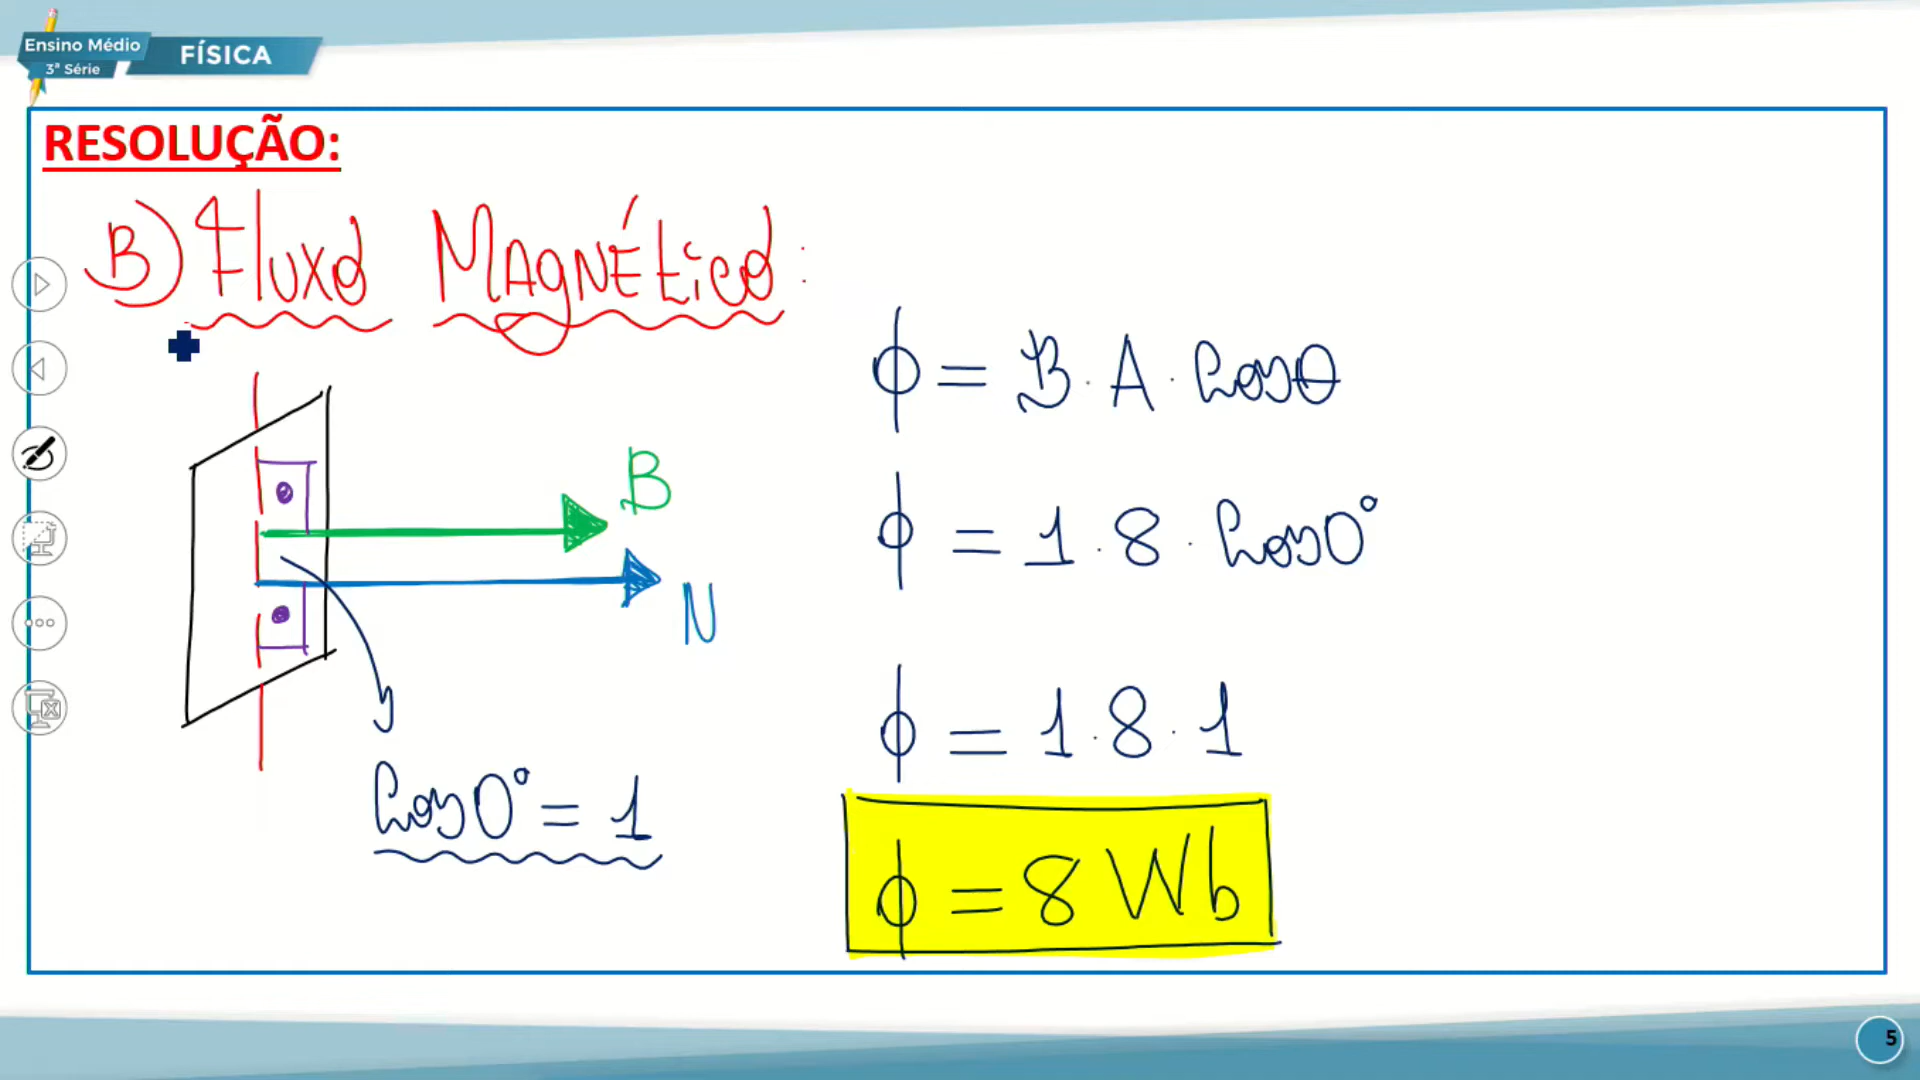 Ensino Médio
3ª Série
FÍSICA
RESOLUÇÃO:
B) Fluxo Magnético:
B
N
cos 0° = 1
ϕ = B · A · cos θ
ϕ = 1 · 8 · cos 0°
ϕ = 1 · 8 · 1
ϕ = 8 Wb
5